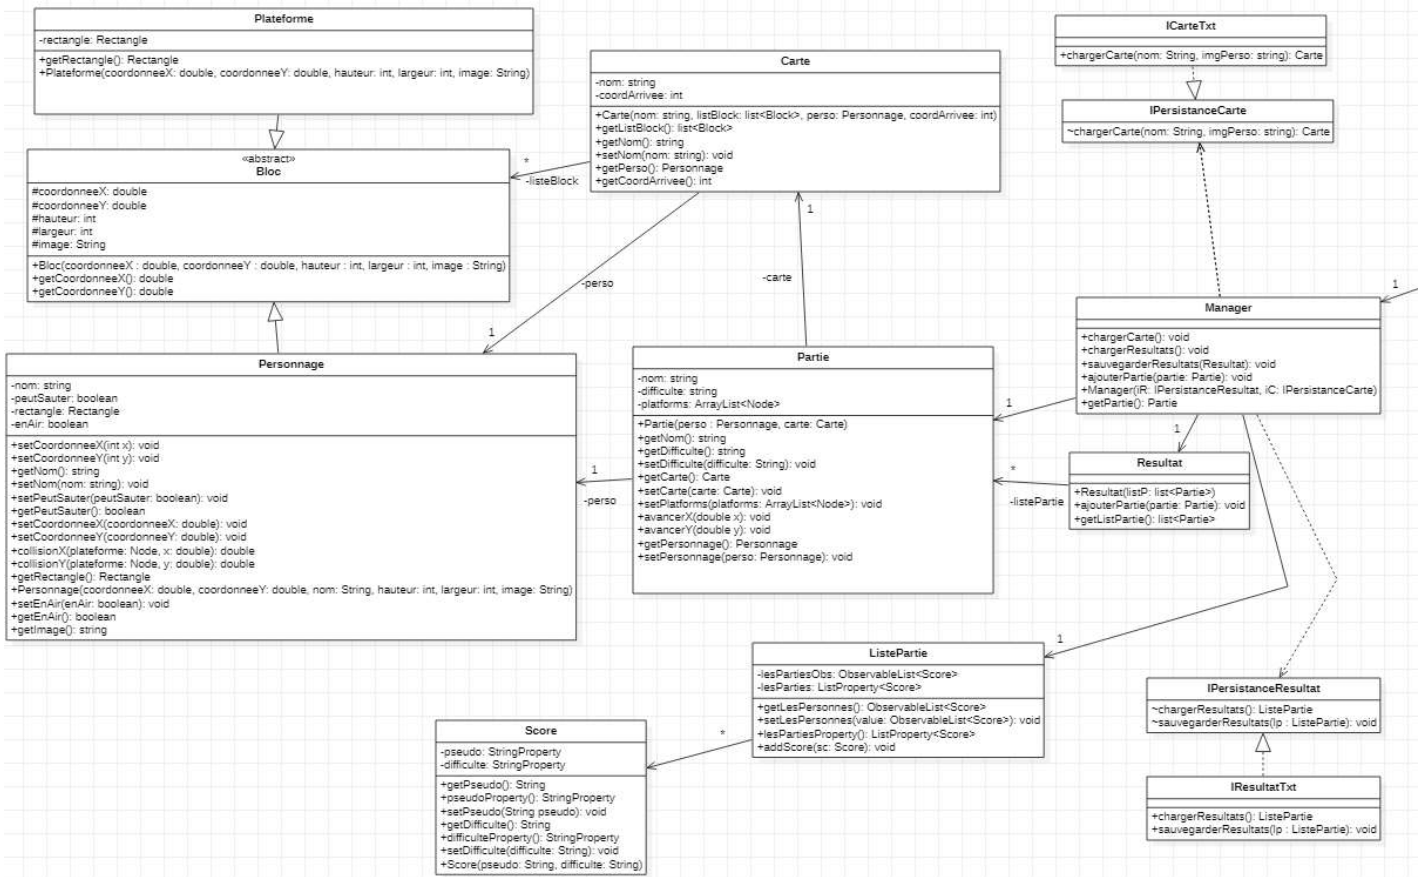 Plateforme
-rectangle: Rectangle
+getRectangle(): Rectangle
+Plateforme(coordonneeX: double, coordonneeY: double, hauteur: int, largeur: int, image: String)
«abstract»
Bloc
#coordonneeX: double
#coordonneeY: double
#hauteur: int
#largeur: int
#image: String
+Bloc(coordonneeX : double, coordonneeY : double, hauteur : int, largeur : int, image : String)
+getCoordonneeX(): double
+getCoordonneeY(): double
Carte
-nom: string
-coordArrivee: int
+Carte(nom: string, listBlock: list<Block>, perso: Personnage, coordArrivee: int)
+getListBlock(): list<Block>
+getNom(): string
+setNom(nom: string): void
+getPerso(): Personnage
+getCoordArrivee(): int
*
-listeBlock
-perso
1
1
-carte
ICarteTxt
+chargerCarte(nom: String, imgPerso: string): Carte
IPersistanceCarte
~chargerCarte(nom: String, imgPerso: string): Carte
1
Manager
+chargerCarte(): void
+chargerResultats(): void
+sauvegarderResultats(Resultat): void
+ajouterPartie(partie: Partie): void
+Manager(iR: IPersistanceResultat, iC: IPersistanceCarte)
+getPartie(): Partie
Personnage
-nom: string
-peutSauter: boolean
-rectangle: Rectangle
-enAir: boolean
+setCoordonneeX(int x): void
+setCoordonneeY(int y): void
+getNom(): string
+setNom(nom: string): void
+setPeutSauter(peutSauter: boolean): void
+getPeutSauter(): boolean
+setCoordonneeX(coordonneeX: double): void
+setCoordonneeY(coordonneeY: double): void
+collisionX(plateforme: Node, x: double): double
+collisionY(plateforme: Node, y: double): double
+getRectangle(): Rectangle
+Personnage(coordonneeX: double, coordonneeY: double, nom: String, hauteur: int, largeur: int, image: String)
+setEnAir(enAir: boolean): void
+getEnAir(): boolean
+getImage(): string
1
-perso
Partie
-nom: string
-difficulte: string
-platforms: ArrayList<Node>
+Partie(perso : Personnage, carte: Carte)
+getNom(): string
+getDifficulte(): string
+setDifficulte(difficulte: String): void
+getCarte(): Carte
+setCarte(carte: Carte): void
+setPlatforms(platforms: ArrayList<Node>): void
+avancerX(double x): void
+avancerY(double y): void
+getPersonnage(): Personnage
+setPersonnage(perso: Personnage): void
1
1
*
-listePartie
Resultat
+Resultat(listP: list<Partie>)
+ajouterPartie(partie: Partie): void
+getListPartie(): list<Partie>
1
ListePartie
-lesPartiesObs: ObservableList<Score>
-lesParties: ListProperty<Score>
+getLesPersonnes(): ObservableList<Score>
+setLesPersonnes(value: ObservableList<Score>): void
+lesPartiesProperty(): ListProperty<Score>
+addScore(sc: Score): void
*
Score
-pseudo: StringProperty
-difficulte: StringProperty
+getPseudo(): String
+pseudoProperty(): StringProperty
+setPseudo(String pseudo): void
+getDifficulte(): String
+difficulteProperty(): StringProperty
+setDifficulte(difficulte: String): void
+Score(pseudo: String, difficulte: String)
IPersistanceResultat
~chargerResultats(): ListePartie
~sauvegarderResultats(lp : ListePartie): void
IResultatTxt
+chargerResultats(): ListePartie
+sauvegarderResultats(lp : ListePartie): void